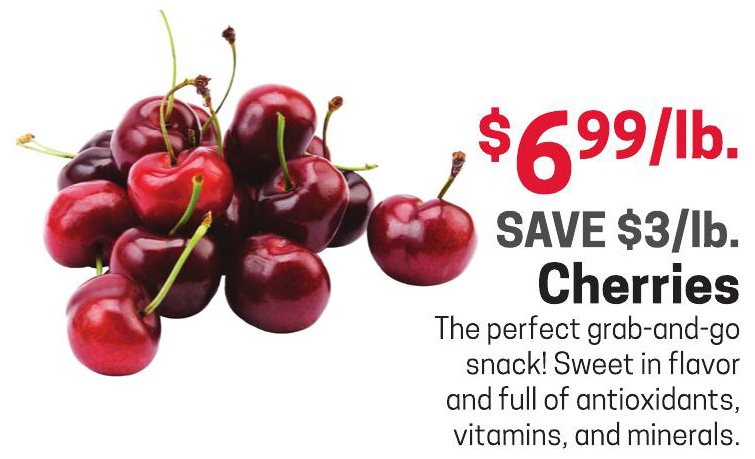 $6.99/lb.
SAVE $3/lb.
Cherries
The perfect grab-and-go
snack! Sweet in flavor
and full of antioxidants,
vitamins, and minerals.